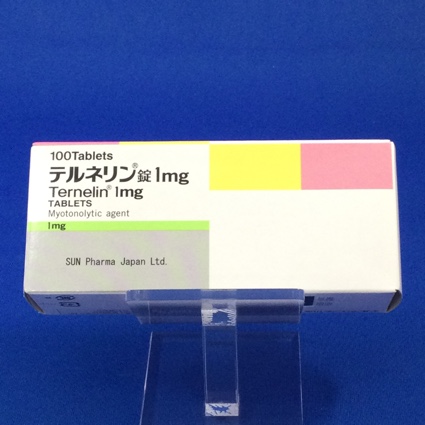 100Tablets
テルネリン®錠1mg
Ternelin® 1mg
TABLETS
Myotonolytic agent
1mg
SUN Pharma Japan Ltd.